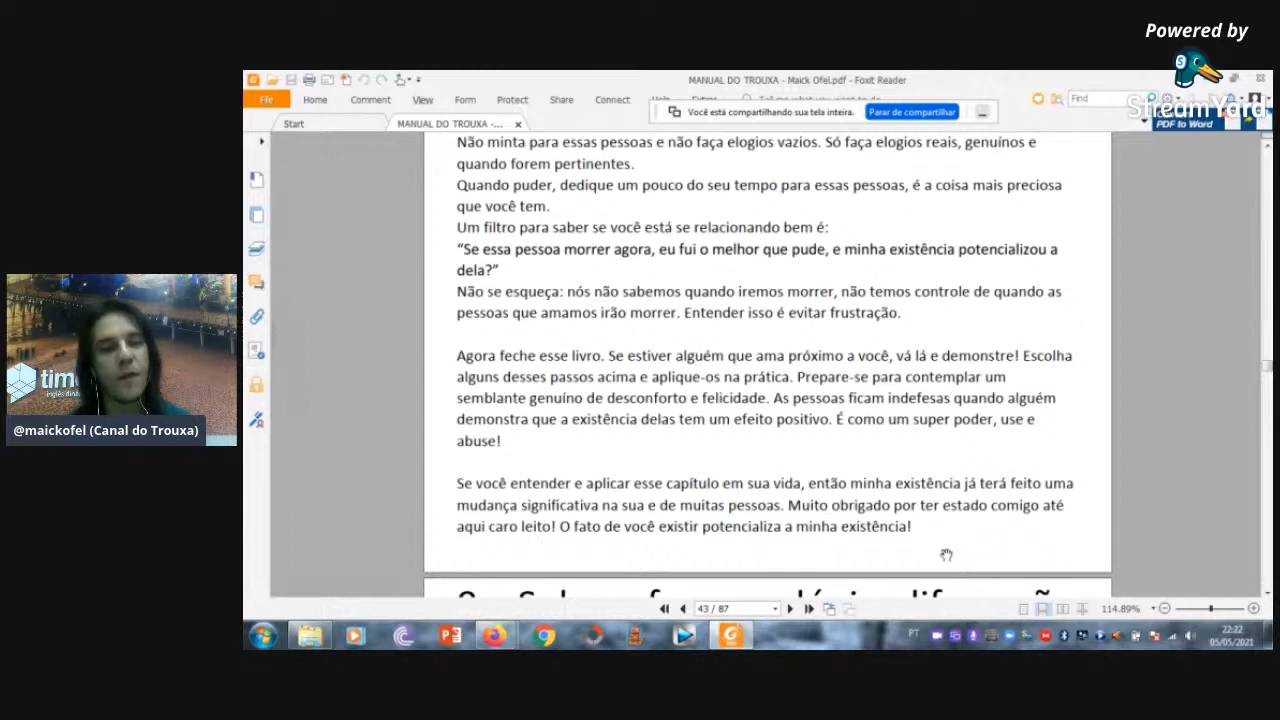 Powered by
StreamYard
MANUAL DO TROUXA - Maick Ofel.pdf - Foxit Reader
File Home Comment View Form Protect Share Connect Help
Find
Você está compartilhando sua tela inteira. Parar de compartilhar
Start MANUAL DO TROUXA -...
PDF to Word
Não minta para essas pessoas e não faça elogios vazios. Só faça elogios reais, genuínos e
quando forem pertinentes.
Quando puder, dedique um pouco do seu tempo para essas pessoas, é a coisa mais preciosa
que você tem.
Um filtro para saber se você está se relacionando bem é:
“Se essa pessoa morrer agora, eu fui o melhor que pude, e minha existência potencializou a
dela?”
Não se esqueça: nós não sabemos quando iremos morrer, não temos controle de quando as
pessoas que amamos irão morrer. Entender isso é evitar frustração.
Agora feche esse livro. Se estiver alguém que ama próximo a você, vá lá e demonstre! Escolha
alguns desses passos acima e aplique-os na prática. Prepare-se para contemplar um
semblante genuíno de desconforto e felicidade. As pessoas ficam indefesas quando alguém
demonstra que a existência delas tem um efeito positivo. É como um super poder, use e
abuse!
Se você entender e aplicar esse capítulo em sua vida, então minha existência já terá feito uma
mudança significativa na sua e de muitas pessoas. Muito obrigado por ter estado comigo até
aqui caro leito! O fato de você existir potencializa a minha existência!
time
@maickofel (Canal do Trouxa)
43 / 87
114.89%
PT
22:22
05/05/2021